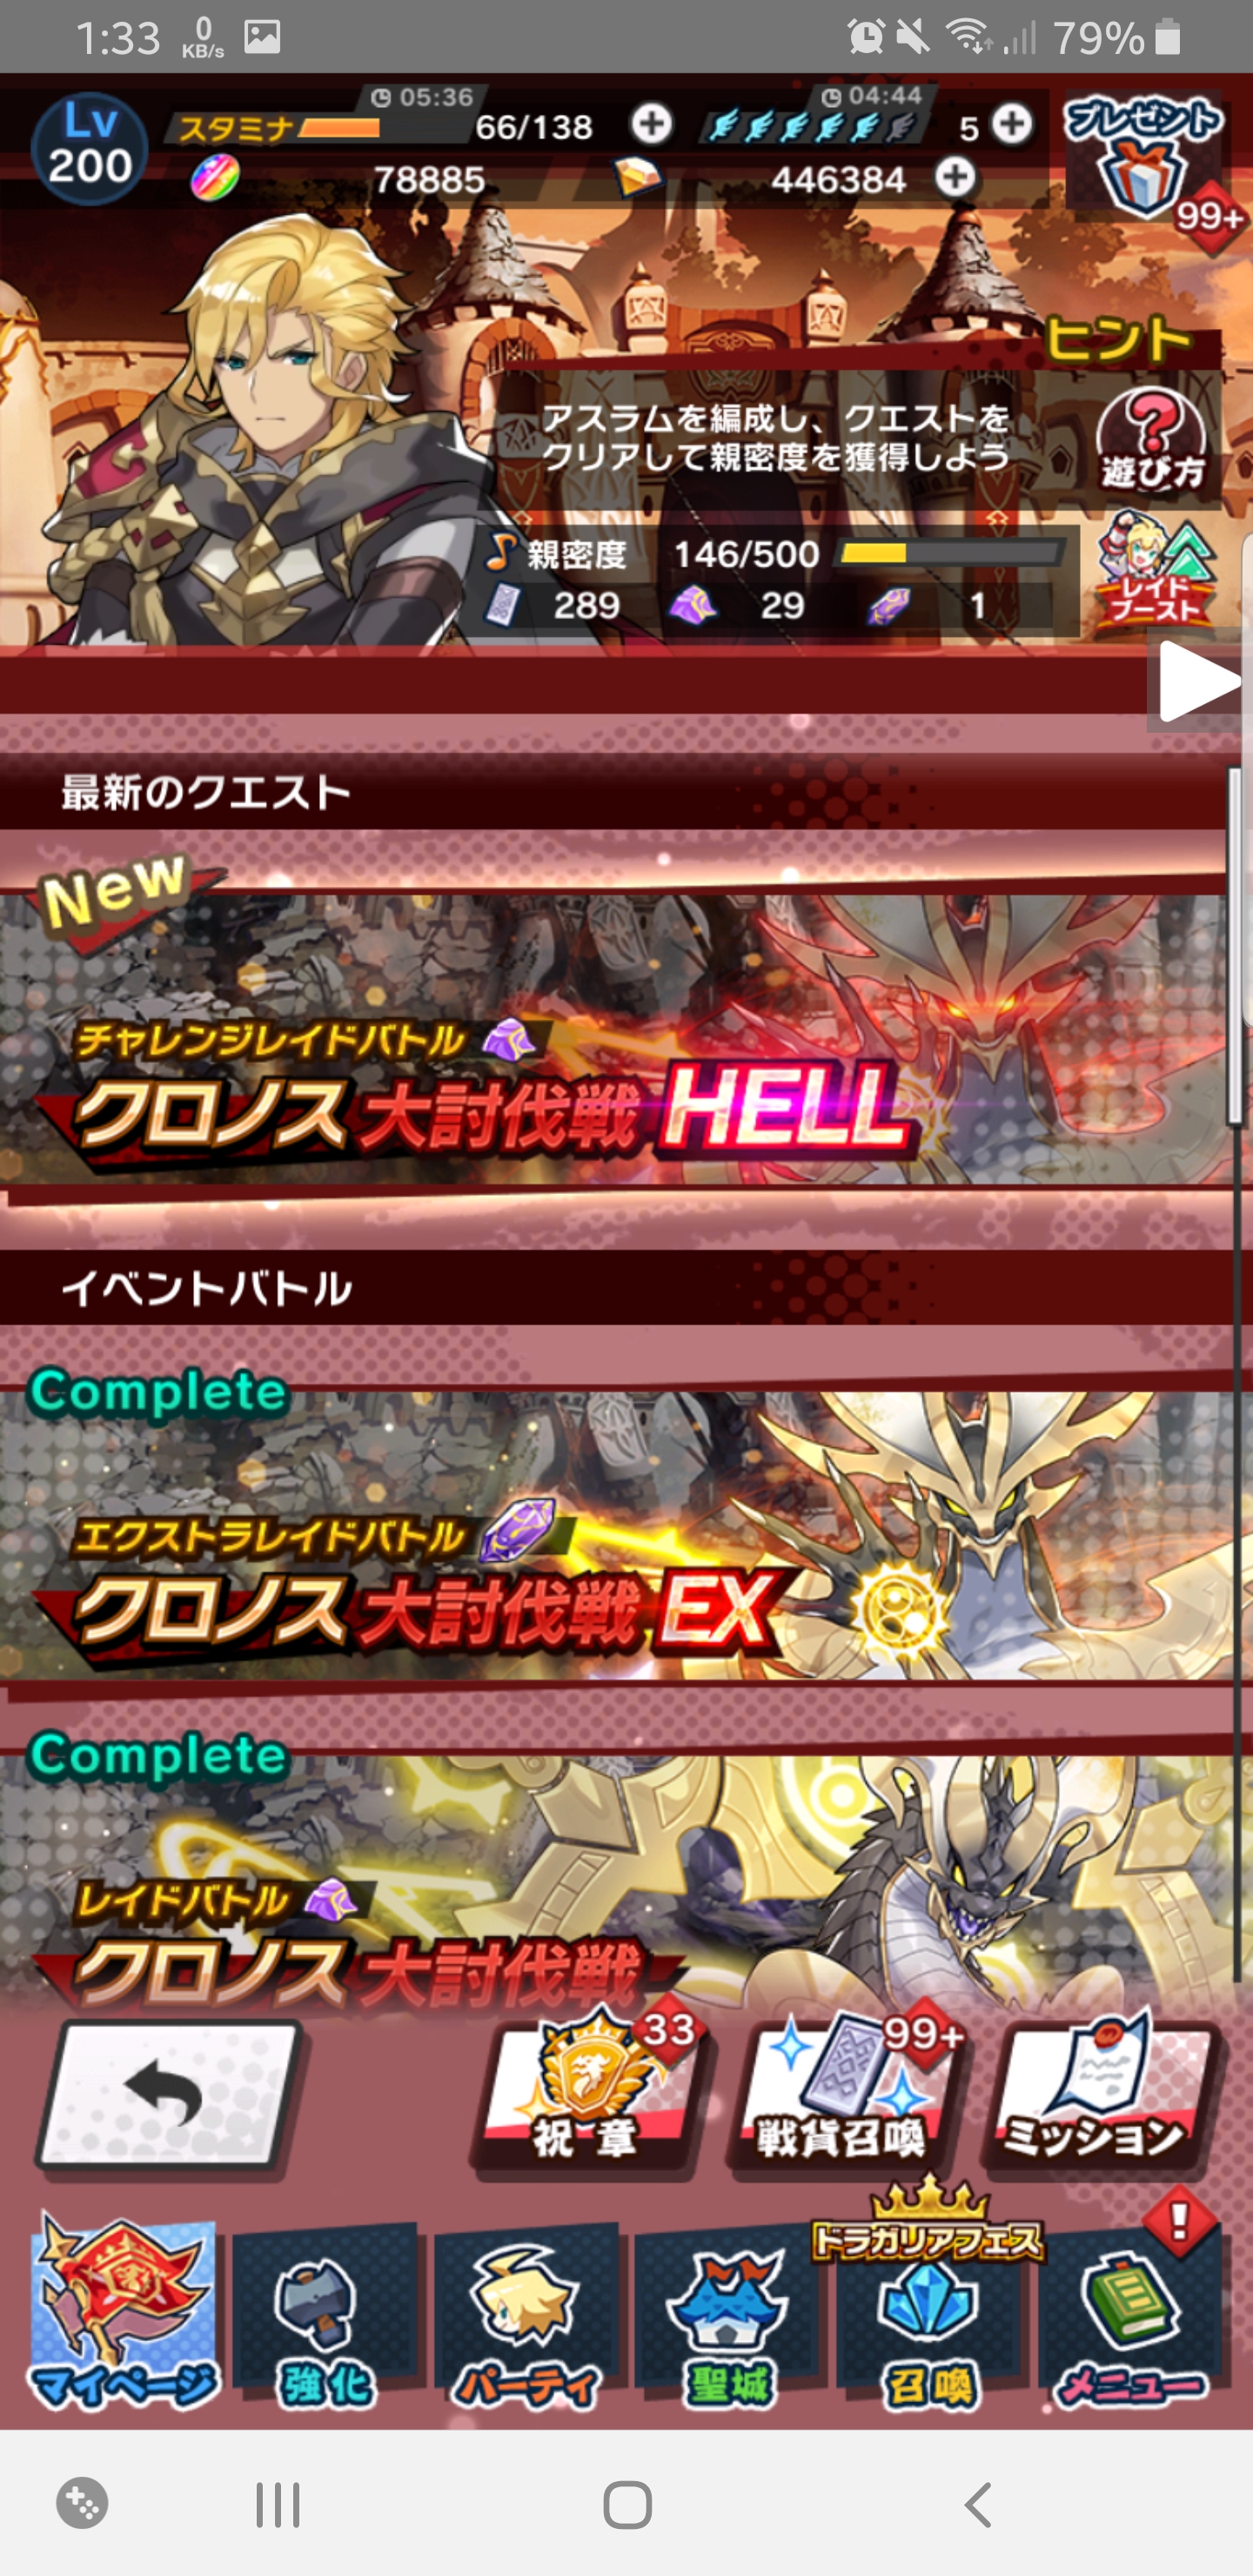 1:33 0 KB/s 79%
05:36 04:44
Lv 200 スタミナ 66/138 5 プレゼント
78885 446384 99+
ヒント
アスラムを編成し、クエストを
クリアして親密度を獲得しよう
? 遊び方
親密度 146/500
289 29 1
レイド
ブースト
最新のクエスト
New
チャレンジレイドバトル
クロノス 大討伐戦 HELL
イベントバトル
Complete
エクストラレイドバトル
クロノス 大討伐戦 EX
Complete
レイドバトル
クロノス 大討伐戦
33 99+
祝章 戦貨召喚 ミッション
ドラガリアフェス !
マイページ 強化 パーティ 聖城 召喚 メニュー